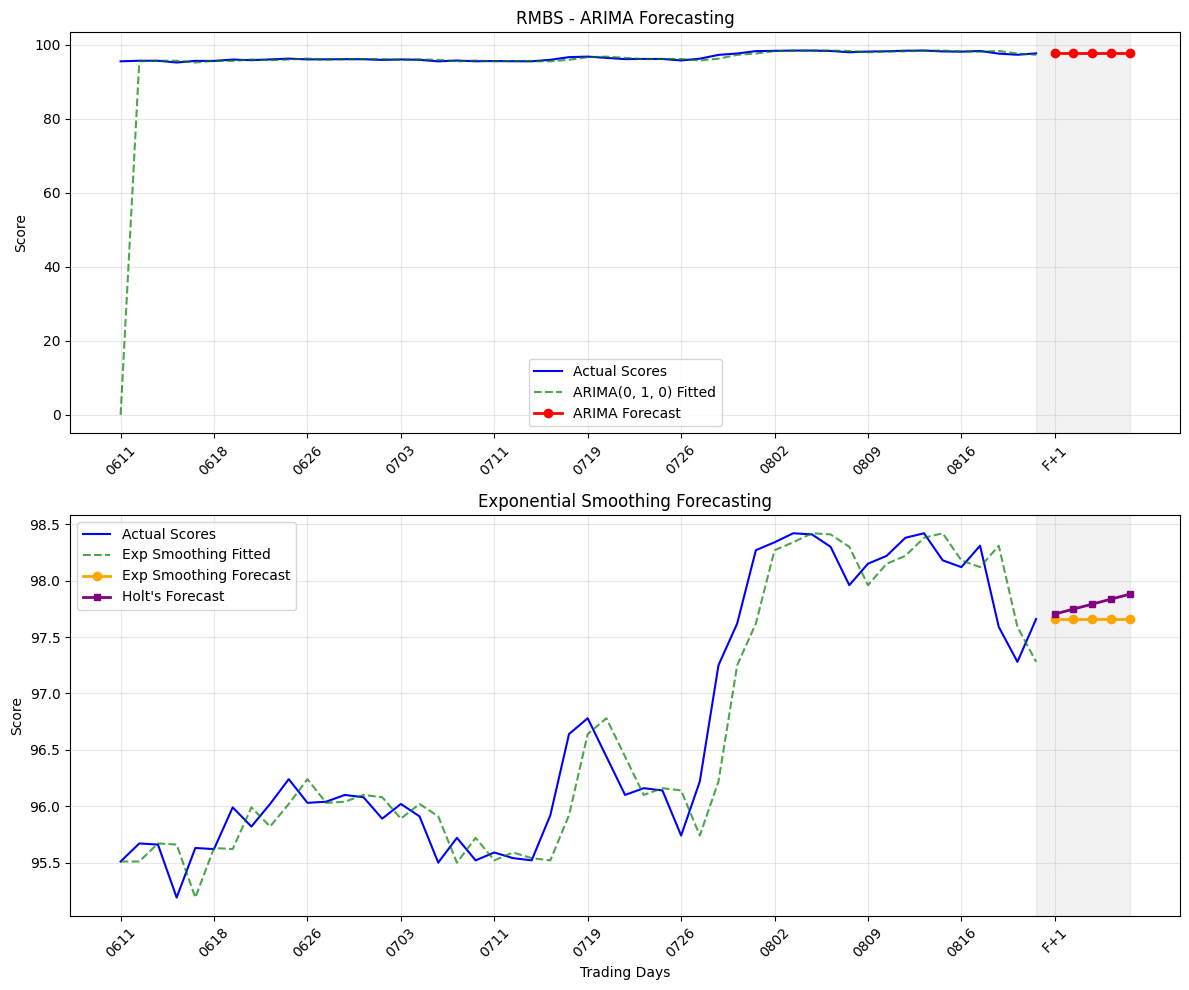 RMBS - ARIMA Forecasting
Score
100
80
60
40
20
0
Actual Scores
ARIMA(0, 1, 0) Fitted
ARIMA Forecast
0611
0618
0626
0703
0711
0719
0726
0802
0809
0816
F+1
Exponential Smoothing Forecasting
Score
98.5
98.0
97.5
97.0
96.5
96.0
95.5
Actual Scores
Exp Smoothing Fitted
Exp Smoothing Forecast
Holt's Forecast
0611
0618
0626
0703
0711
0719
0726
0802
0809
0816
F+1
Trading Days